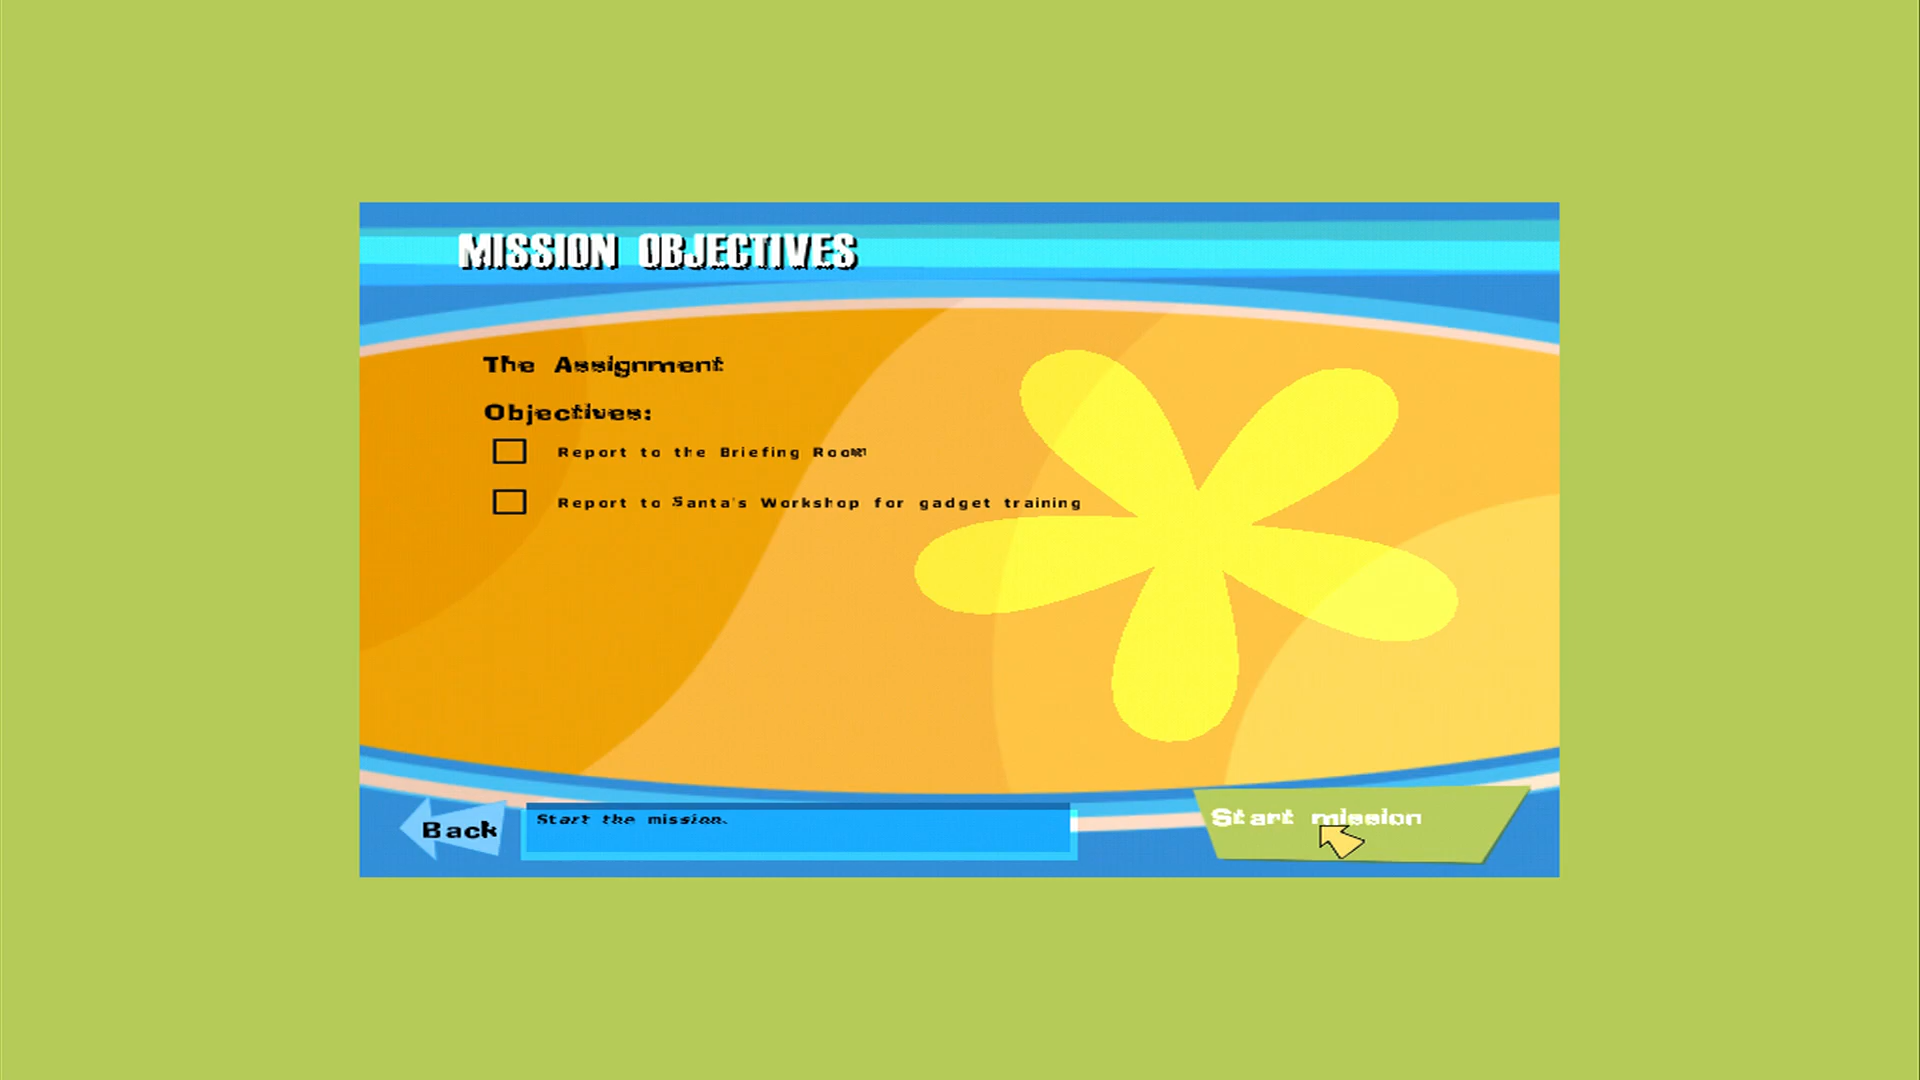 MISSION OBJECTIVES
The Assignment
Objectives:
Report to the Briefing Room
Report to Santa's Workshop for gadget training
Back
Start the mission.
Start mission